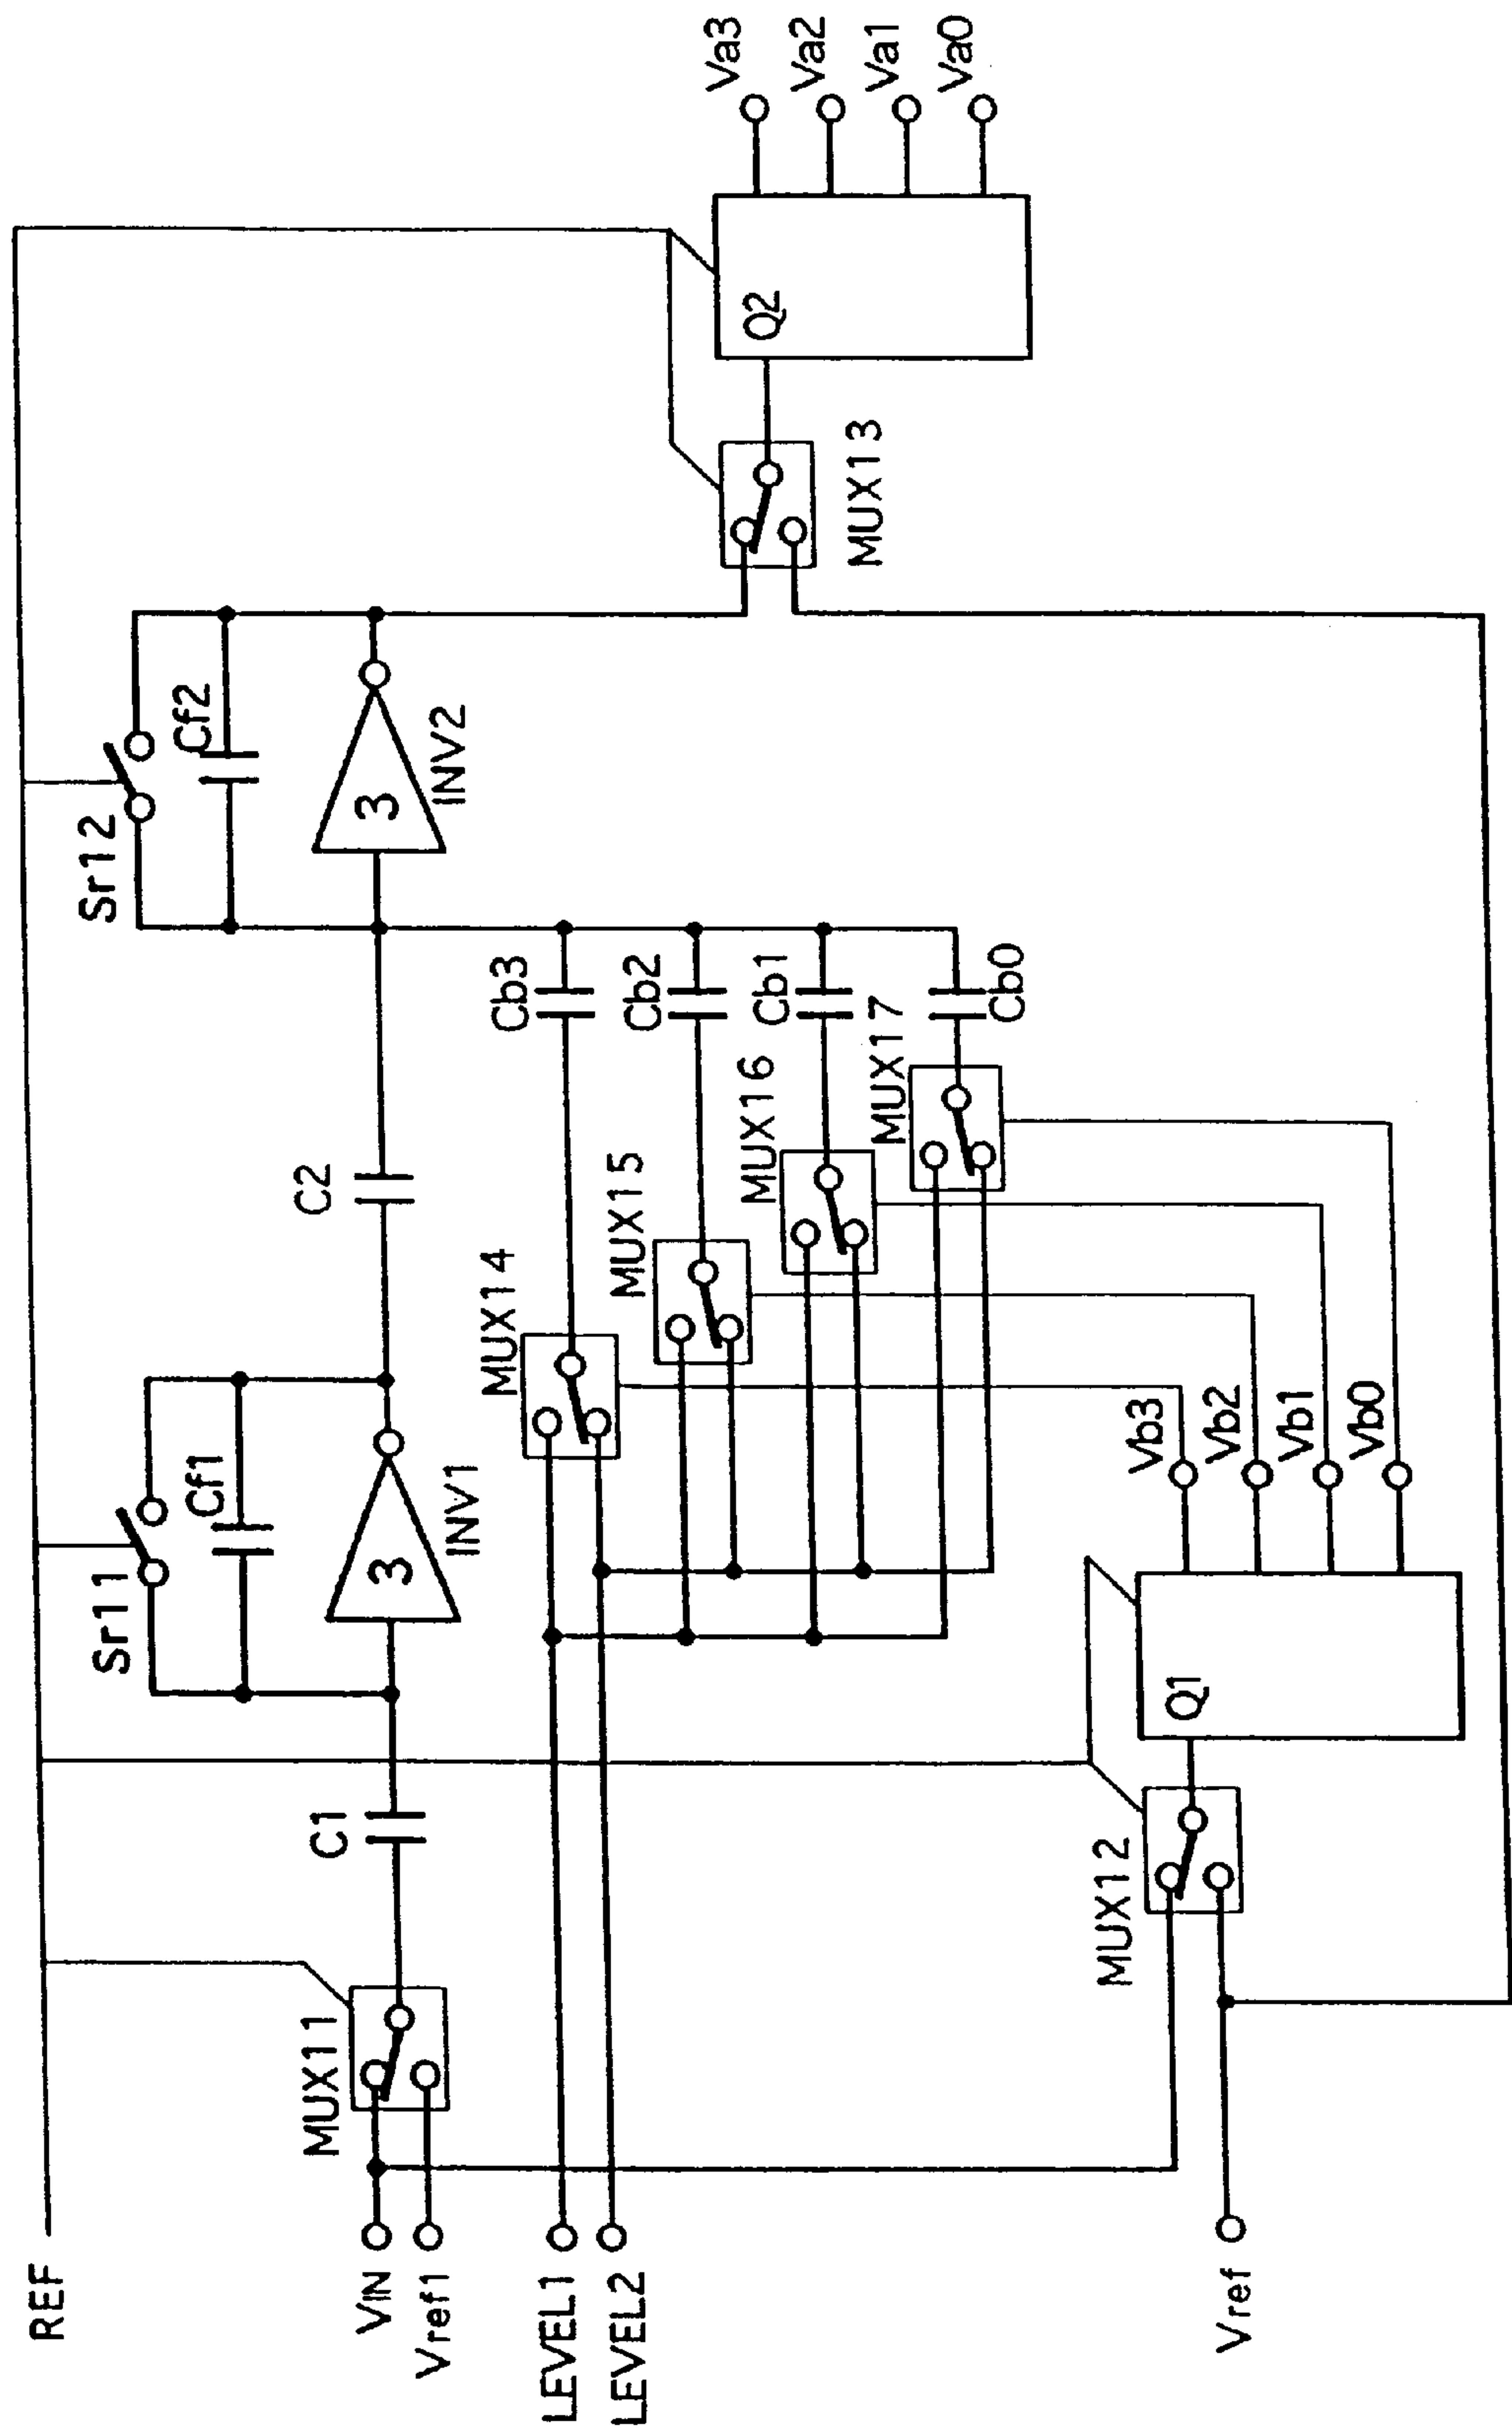 REF
VIN
Vref1
LEVEL1
LEVEL2
Vref
MUX11
C1
Sr11
Cf1
3
INV1
C2
Sr12
Cf2
3
INV2
MUX14
MUX15
MUX16
MUX17
Cb3
Cb2
Cb1
Cb0
MUX12
Q1
Vb3
Vb2
Vb1
Vb0
MUX13
Q2
Va3
Va2
Va1
Va0